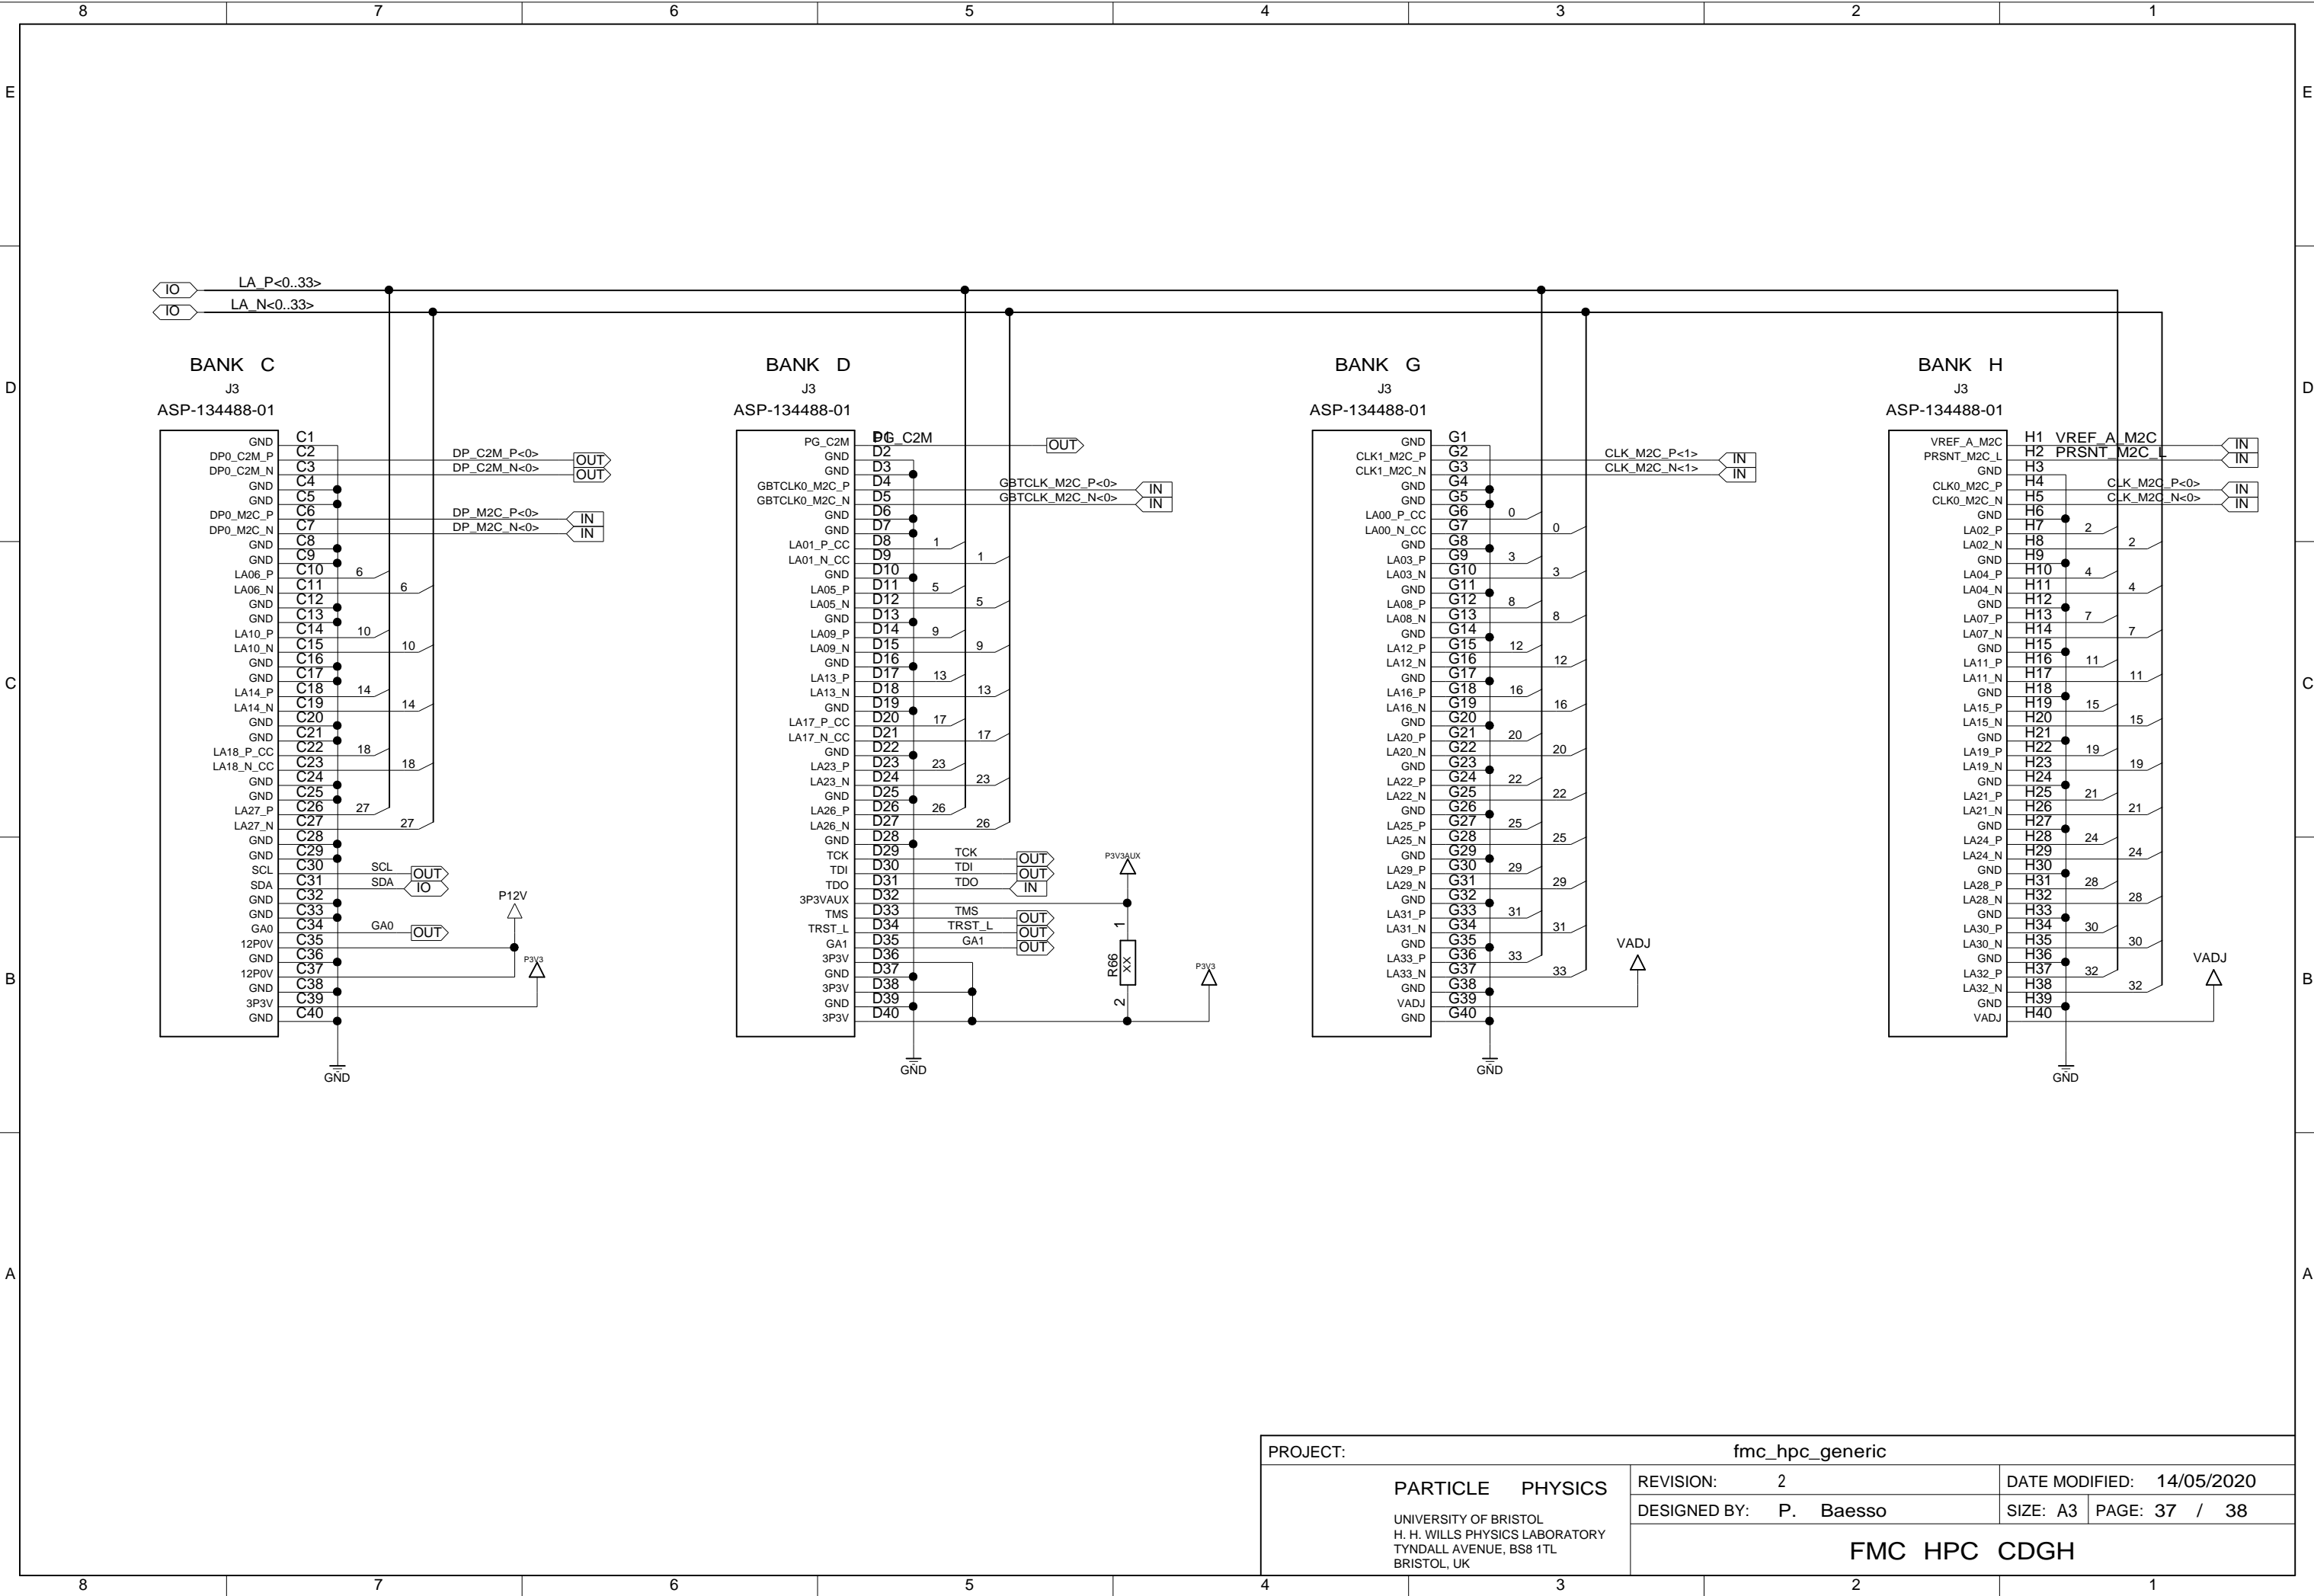 8 7 6 5 4 3 2 1
E E
D D
C C
B B
A A
IO LA_P<0..33>
IO LA_N<0..33>
BANK C
J3
ASP-134488-01
GND C1
DP0_C2M_P C2 DP_C2M_P<0> OUT
DP0_C2M_N C3 DP_C2M_N<0> OUT
GND C4
GND C5
DP0_M2C_P C6 DP_M2C_P<0> IN
DP0_M2C_N C7 DP_M2C_N<0> IN
GND C8
GND C9
LA06_P C10 6
LA06_N C11 6
GND C12
GND C13
LA10_P C14 10
LA10_N C15 10
GND C16
GND C17
LA14_P C18 14
LA14_N C19 14
GND C20
GND C21
LA18_P_CC C22 18
LA18_N_CC C23 18
GND C24
GND C25
LA27_P C26 27
LA27_N C27 27
GND C28
GND C29
SCL C30 SCL OUT
SDA C31 SDA IO
GND C32
GND C33
GA0 C34 GA0 OUT
12P0V C35 P12V
GND C36
12P0V C37
GND C38
3P3V C39 P3V3
GND C40
GND
BANK D
J3
ASP-134488-01
PG_C2M D1 PG_C2M OUT
GND D2
GND D3
GBTCLK0_M2C_P D4 GBTCLK_M2C_P<0> IN
GBTCLK0_M2C_N D5 GBTCLK_M2C_N<0> IN
GND D6
GND D7
LA01_P_CC D8 1
LA01_N_CC D9 1
GND D10
LA05_P D11 5
LA05_N D12 5
GND D13
LA09_P D14 9
LA09_N D15 9
GND D16
LA13_P D17 13
LA13_N D18 13
GND D19
LA17_P_CC D20 17
LA17_N_CC D21 17
GND D22
LA23_P D23 23
LA23_N D24 23
GND D25
LA26_P D26 26
LA26_N D27 26
GND D28
TCK D29 TCK OUT
TDI D30 TDI OUT
TDO D31 TDO IN
3P3VAUX D32 P3V3AUX
TMS D33 TMS OUT
TRST_L D34 TRST_L OUT
GA1 D35 GA1 OUT
3P3V D36
GND D37
3P3V D38
GND D39
3P3V D40
1 R66 XX 2
P3V3
GND
BANK G
J3
ASP-134488-01
GND G1
CLK1_M2C_P G2 CLK_M2C_P<1> IN
CLK1_M2C_N G3 CLK_M2C_N<1> IN
GND G4
GND G5
LA00_P_CC G6 0
LA00_N_CC G7 0
GND G8
LA03_P G9 3
LA03_N G10 3
GND G11
LA08_P G12 8
LA08_N G13 8
GND G14
LA12_P G15 12
LA12_N G16 12
GND G17
LA16_P G18 16
LA16_N G19 16
GND G20
LA20_P G21 20
LA20_N G22 20
GND G23
LA22_P G24 22
LA22_N G25 22
GND G26
LA25_P G27 25
LA25_N G28 25
GND G29
LA29_P G30 29
LA29_N G31 29
GND G32
LA31_P G33 31
LA31_N G34 31
GND G35
LA33_P G36 33
LA33_N G37 33
GND G38
VADJ G39 VADJ
GND G40
GND
BANK H
J3
ASP-134488-01
VREF_A_M2C H1 VREF_A_M2C IN
PRSNT_M2C_L H2 PRSNT_M2C_L IN
GND H3
CLK0_M2C_P H4 CLK_M2C_P<0> IN
CLK0_M2C_N H5 CLK_M2C_N<0> IN
GND H6
LA02_P H7 2
LA02_N H8 2
GND H9
LA04_P H10 4
LA04_N H11 4
GND H12
LA07_P H13 7
LA07_N H14 7
GND H15
LA11_P H16 11
LA11_N H17 11
GND H18
LA15_P H19 15
LA15_N H20 15
GND H21
LA19_P H22 19
LA19_N H23 19
GND H24
LA21_P H25 21
LA21_N H26 21
GND H27
LA24_P H28 24
LA24_N H29 24
GND H30
LA28_P H31 28
LA28_N H32 28
GND H33
LA30_P H34 30
LA30_N H35 30
GND H36
LA32_P H37 32
LA32_N H38 32
GND H39
VADJ H40 VADJ
GND
PROJECT: fmc_hpc_generic
PARTICLE PHYSICS
UNIVERSITY OF BRISTOL
H. H. WILLS PHYSICS LABORATORY
TYNDALL AVENUE, BS8 1TL
BRISTOL, UK
REVISION: 2
DATE MODIFIED: 14/05/2020
DESIGNED BY: P. Baesso
SIZE: A3 PAGE: 37 / 38
FMC HPC CDGH
8 7 6 5 4 3 2 1